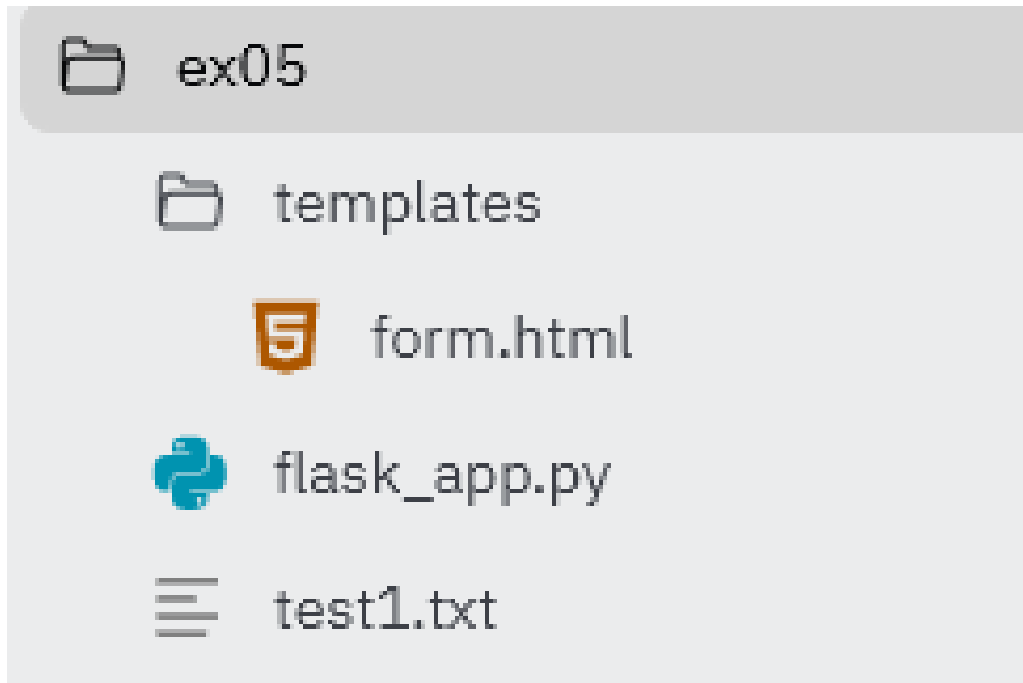 ex05
templates
form.html
flask_app.py
test1.txt